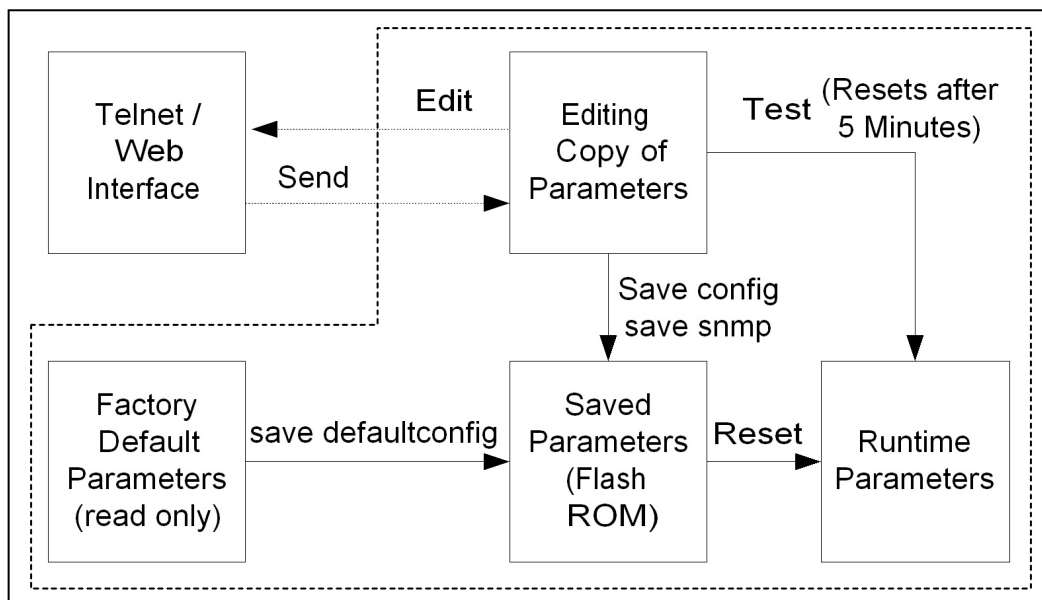 Telnet /
Web
Interface
Edit
Send
Editing
Copy of
Parameters
Test
(Resets after
5 Minutes)
Save config
save snmp
Factory
Default
Parameters
(read only)
save defaultconfig
Saved
Parameters
(Flash
ROM)
Reset
Runtime
Parameters